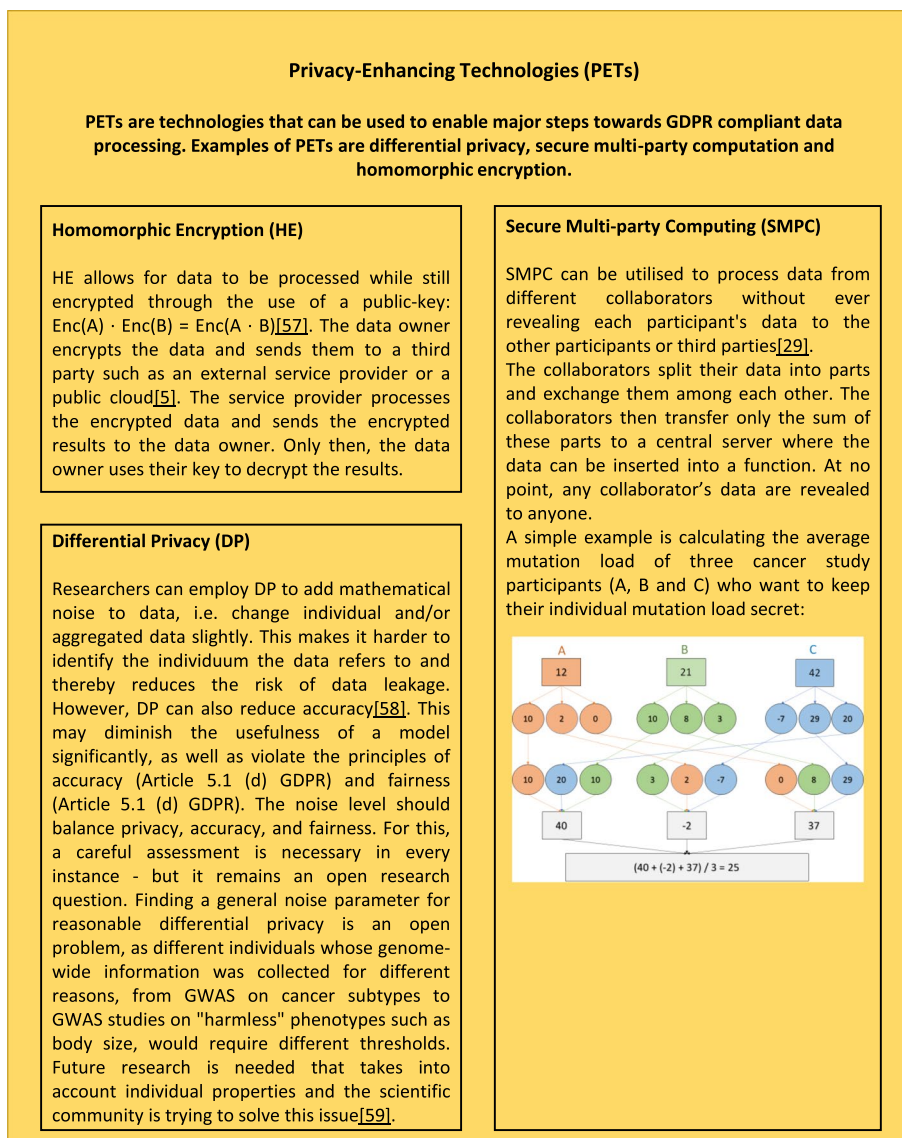 Privacy-Enhancing Technologies (PETs)
PETs are technologies that can be used to enable major steps towards GDPR compliant data
processing. Examples of PETs are differential privacy, secure multi-party computation and
homomorphic encryption.
Homomorphic Encryption (HE)
HE allows for data to be processed while still
encrypted through the use of a public-key:
Enc(A) · Enc(B) = Enc(A · B)[57]. The data owner
encrypts the data and sends them to a third
party such as an external service provider or a
public cloud[5]. The service provider processes
the encrypted data and sends the encrypted
results to the data owner. Only then, the data
owner uses their key to decrypt the results.
Differential Privacy (DP)
Researchers can employ DP to add mathematical
noise to data, i.e. change individual and/or
aggregated data slightly. This makes it harder to
identify the individuum the data refers to and
thereby reduces the risk of data leakage.
However, DP can also reduce accuracy[58]. This
may diminish the usefulness of a model
significantly, as well as violate the principles of
accuracy (Article 5.1 (d) GDPR) and fairness
(Article 5.1 (d) GDPR). The noise level should
balance privacy, accuracy, and fairness. For this,
a careful assessment is necessary in every
instance - but it remains an open research
question. Finding a general noise parameter for
reasonable differential privacy is an open
problem, as different individuals whose genome-
wide information was collected for different
reasons, from GWAS on cancer subtypes to
GWAS studies on "harmless" phenotypes such as
body size, would require different thresholds.
Future research is needed that takes into
account individual properties and the scientific
community is trying to solve this issue[59].
Secure Multi-party Computing (SMPC)
SMPC can be utilised to process data from
different collaborators without ever
revealing each participant's data to the
other participants or third parties[29].
The collaborators split their data into parts
and exchange them among each other. The
collaborators then transfer only the sum of
these parts to a central server where the
data can be inserted into a function. At no
point, any collaborator’s data are revealed
to anyone.
A simple example is calculating the average
mutation load of three cancer study
participants (A, B and C) who want to keep
their individual mutation load secret:
A B C
12 21 42
10 2 0 10 8 3 -7 29 20
10 20 10 3 2 -7 0 8 29
40 -2 37
(40 + (-2) + 37) / 3 = 25